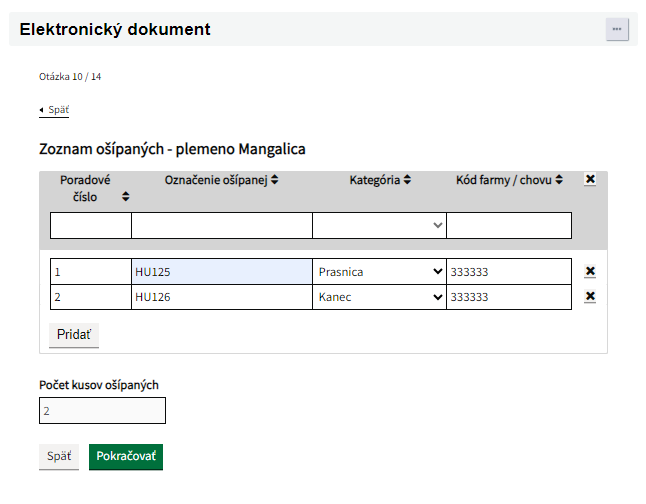 Elektronický dokument
Otázka 10 / 14
Späť
Zoznam ošípaných - plemeno Mangalica
Poradové číslo Označenie ošípanej Kategória Kód farmy / chovu
1 HU125 Prasnica 333333
2 HU126 Kanec 333333
Pridať
Počet kusov ošípaných
2
Späť Pokračovať